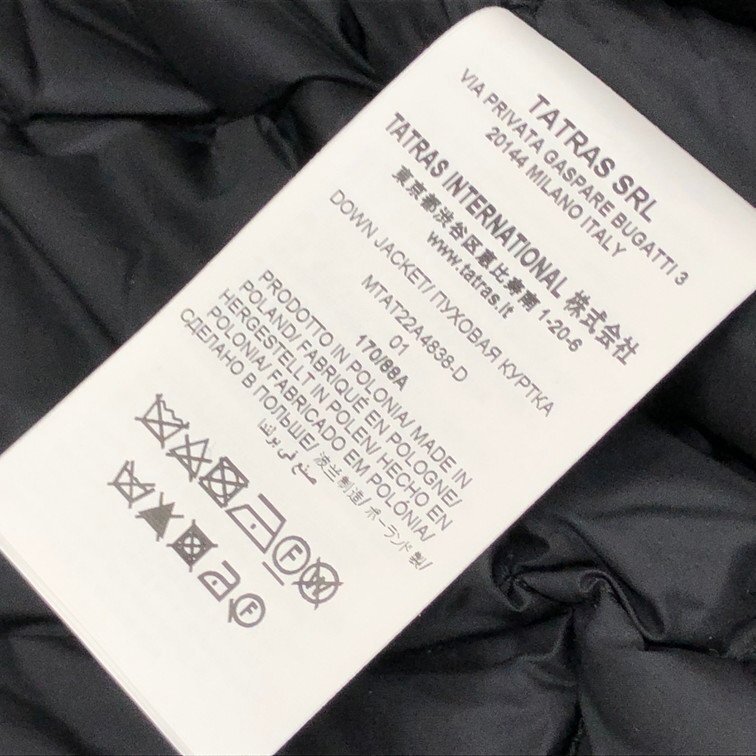 TATRAS SRL
VIA PRIVATA GASPARE BUGATTI 3
20144 MILANO ITALY
TATRAS INTERNATIONAL 株式会社
東京都渋谷区恵比寿南 1-20-6
www.tatras.it
DOWN JACKET/ ПУХОВАЯ КУРТКА
MTAT22A4838-D
01
170/88A
PRODOTTO IN POLONIA/ MADE IN
POLAND/ FABRIQUÉ EN POLOGNE/
HERGESTELLT IN POLEN/ HECHO EN
POLONIA/ FABRICADO EM POLÓNIA/
СДЕЛАНО В ПОЛЬШЕ/ 波兰制造/ ポーランド製/
F
W
F